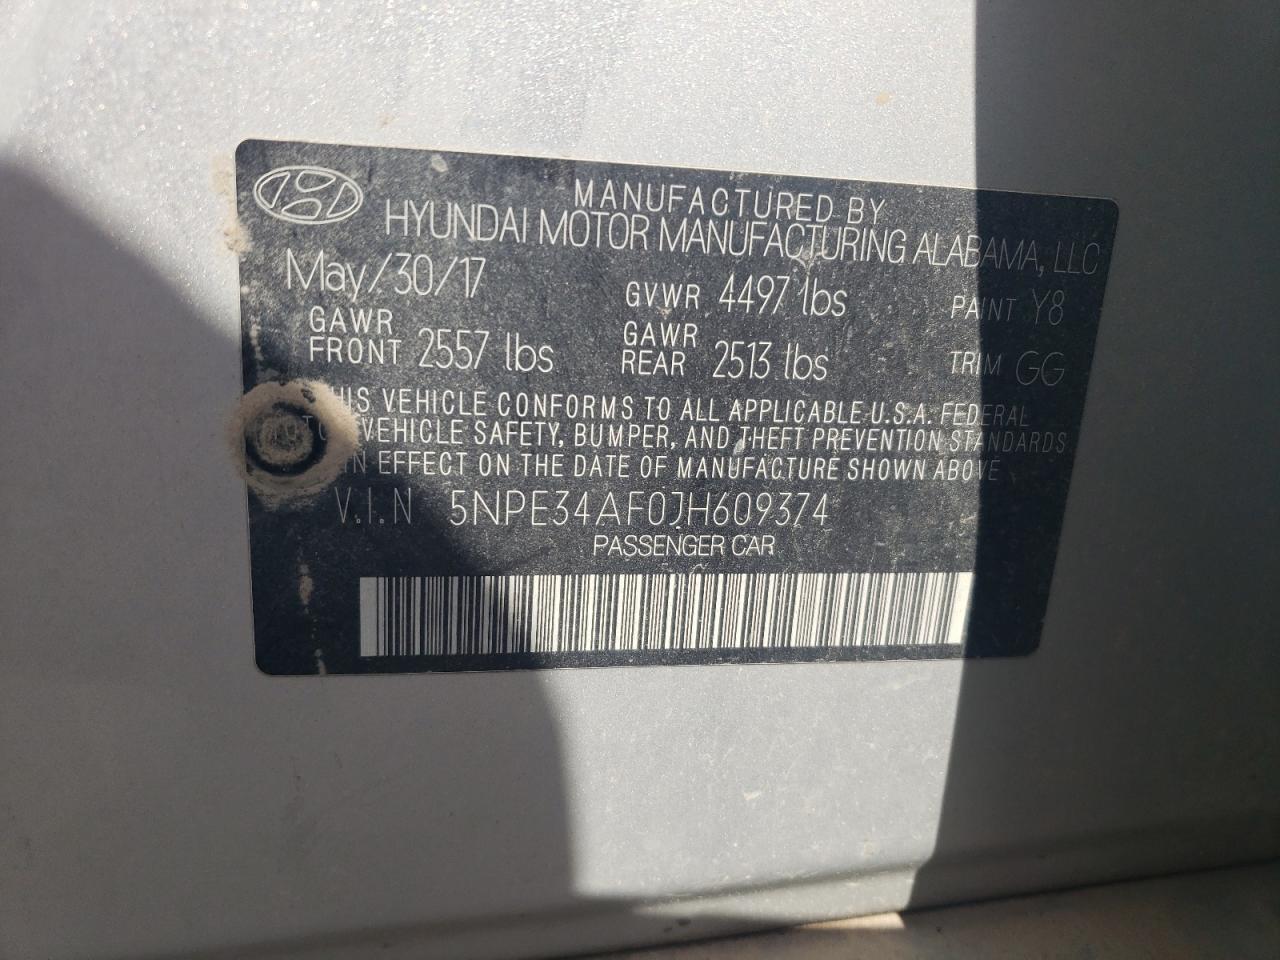 MANUFACTURED BY
HYUNDAI MOTOR MANUFACTURING ALABAMA, LLC
May/30/17 GVWR 4497 lbs PAINT Y8
GAWR FRONT 2557 lbs GAWR REAR 2513 lbs TRIM GG
THIS VEHICLE CONFORMS TO ALL APPLICABLE U.S.A. FEDERAL
VEHICLE SAFETY, BUMPER, AND THEFT PREVENTION STANDARDS
IN EFFECT ON THE DATE OF MANUFACTURE SHOWN ABOVE
V.I.N 5NPE34AF0JH609374
PASSENGER CAR